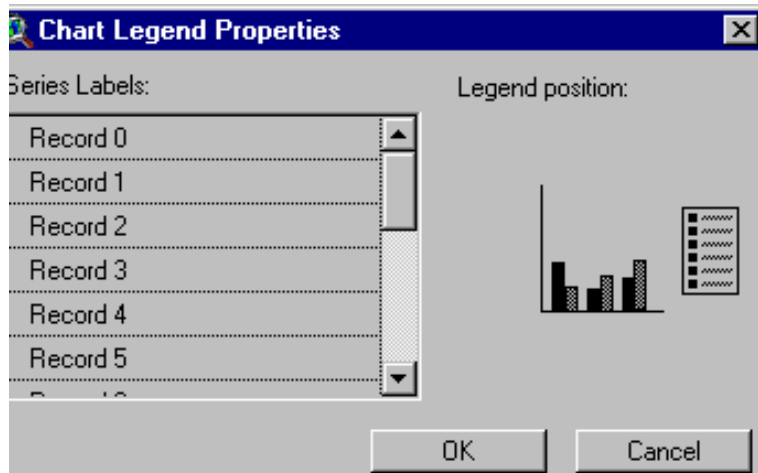 Chart Legend Properties
Series Labels:
Legend position:
Record 0
Record 1
Record 2
Record 3
Record 4
Record 5
OK
Cancel